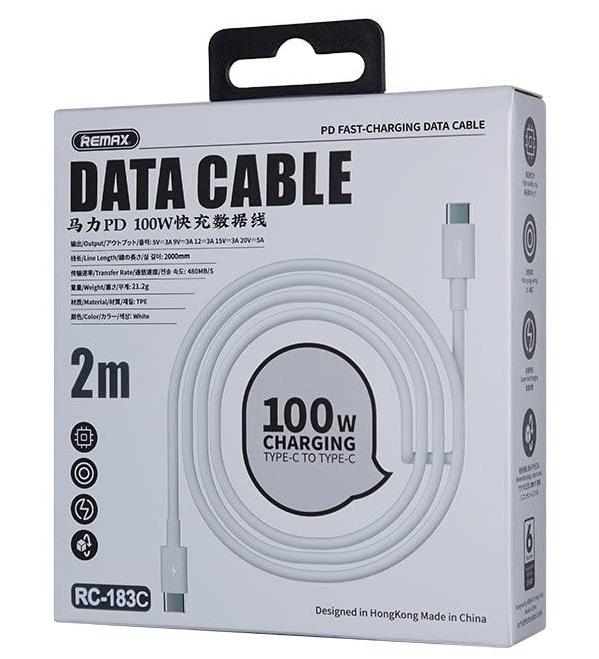 REMAX
PD FAST-CHARGING DATA CABLE
DATA CABLE
马力PD 100W快充数据线
输出/Output/アウトプット/출력: 5V⎓3A 9V⎓3A 12⎓3A 15V⎓3A 20V⎓5A
线长/Line Length/線の長さ/실 길이: 2000mm
传输速率/Transfer Rate/通信速度/전송 속도: 480MB/S
重量/Weight/重さ/무게: 21.2g
材质/Material/材質/재질: TPE
颜色/Color/カラー/색상: White
2m
REMAX
100W
CHARGING
TYPE-C TO TYPE-C
RC-183C
Designed in HongKong Made in China
6